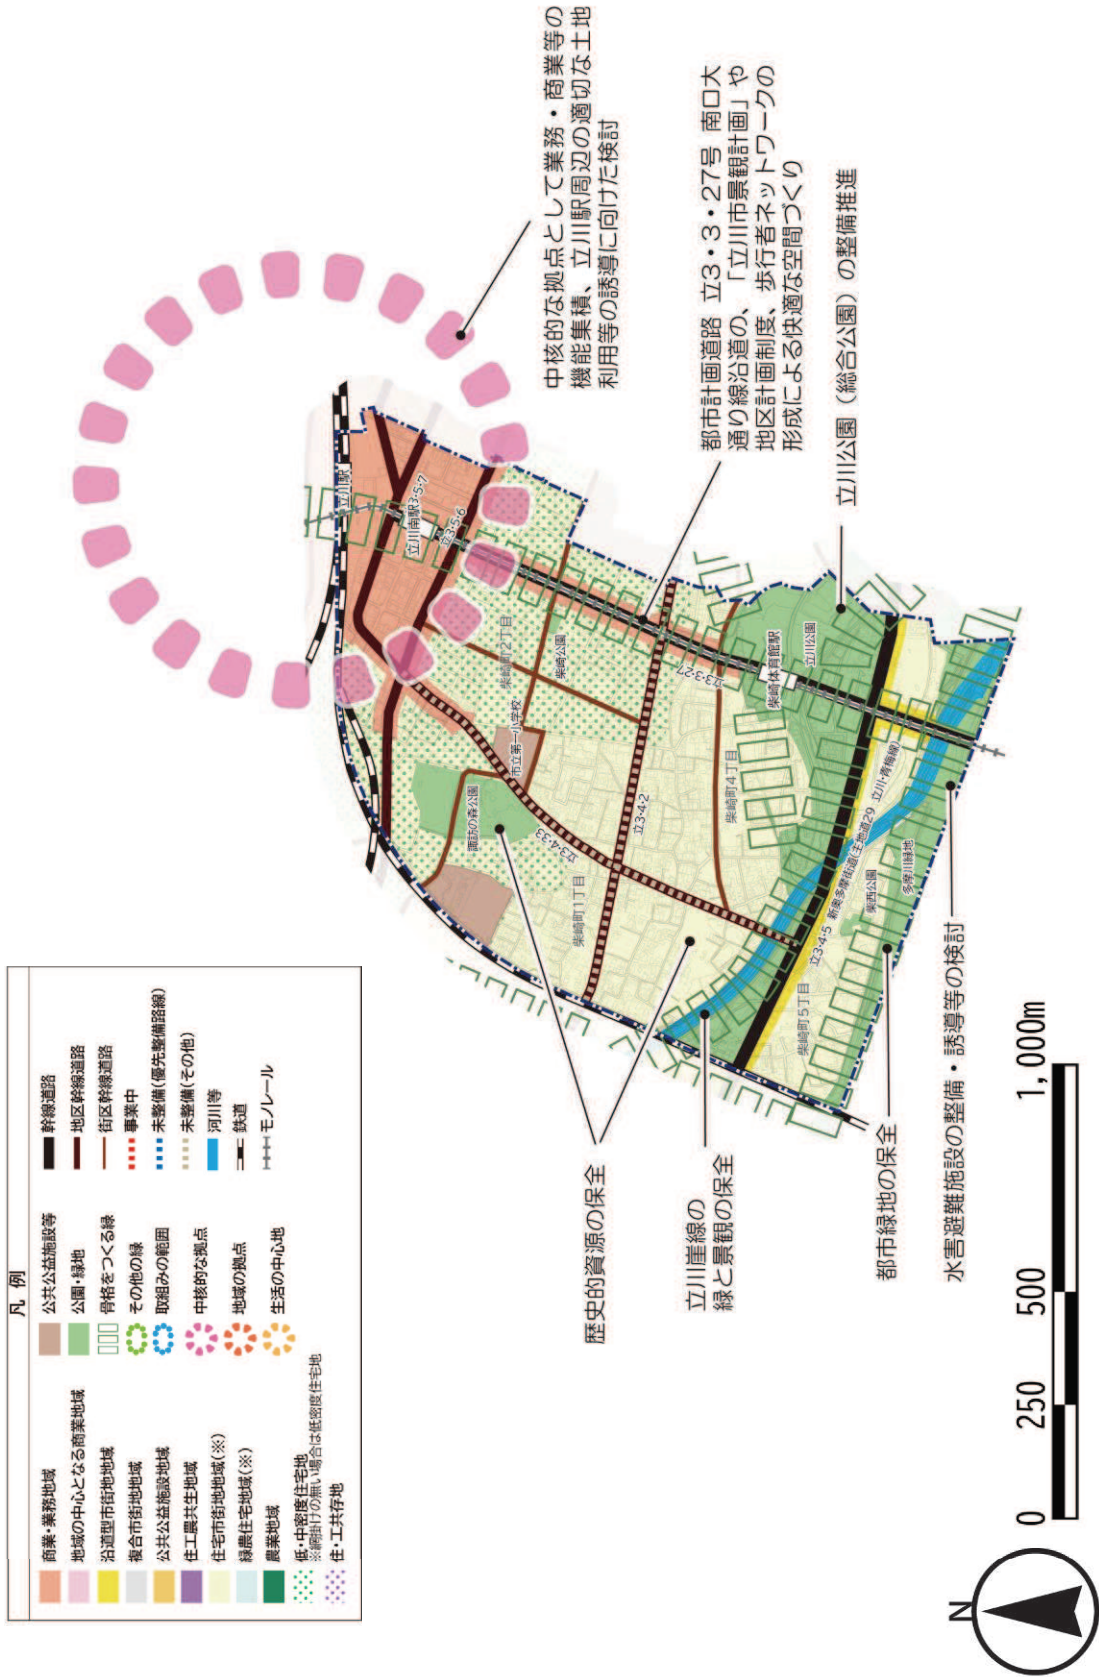 凡 例
商業・業務地域
地域の中心となる商業地域
沿道型市街地地域
複合市街地地域
公共公益施設地域
住工農共生地域
住宅市街地地域(※)
緑農住宅地域(※)
農業地域
低・中密度住宅地
※網掛けの無い場合は低密度住宅地
住・工共存地
公共公益施設等
公園・緑地
骨格をつくる緑
その他の緑
取組みの範囲
中核的な拠点
地域の拠点
生活の中心地
幹線道路
地区幹線道路
街区幹線道路
事業中
未整備(優先整備路線)
未整備(その他)
河川等
鉄道
モノレール
中核的な拠点として業務・商業等の
機能集積、立川駅周辺の適切な土地
利用等の誘導に向けた検討
都市計画道路 立3・3・27号 南口大
通り線沿道の、「立川市景観計画」や
地区計画制度、歩行者ネットワークの
形成による快適な空間づくり
立川公園（総合公園）の整備推進
歴史的資源の保全
立川崖線の
緑と景観の保全
都市緑地の保全
水害避難施設の整備・誘導等の検討
立川駅
立川南駅
3・5・7
立3・5・6
柴崎町2丁目
柴崎公園
市立第一小学校
諏訪の森公園
立3・4・33
柴崎町1丁目
立3・4・2
立3・3・27
柴崎町4丁目
柴崎体育館駅
立川公園
立3・4・5 新奥多摩街道(主地道29 立川・青梅線)
柴崎町5丁目
柴西公園
多摩川緑地
0 250 500 1,000m
N